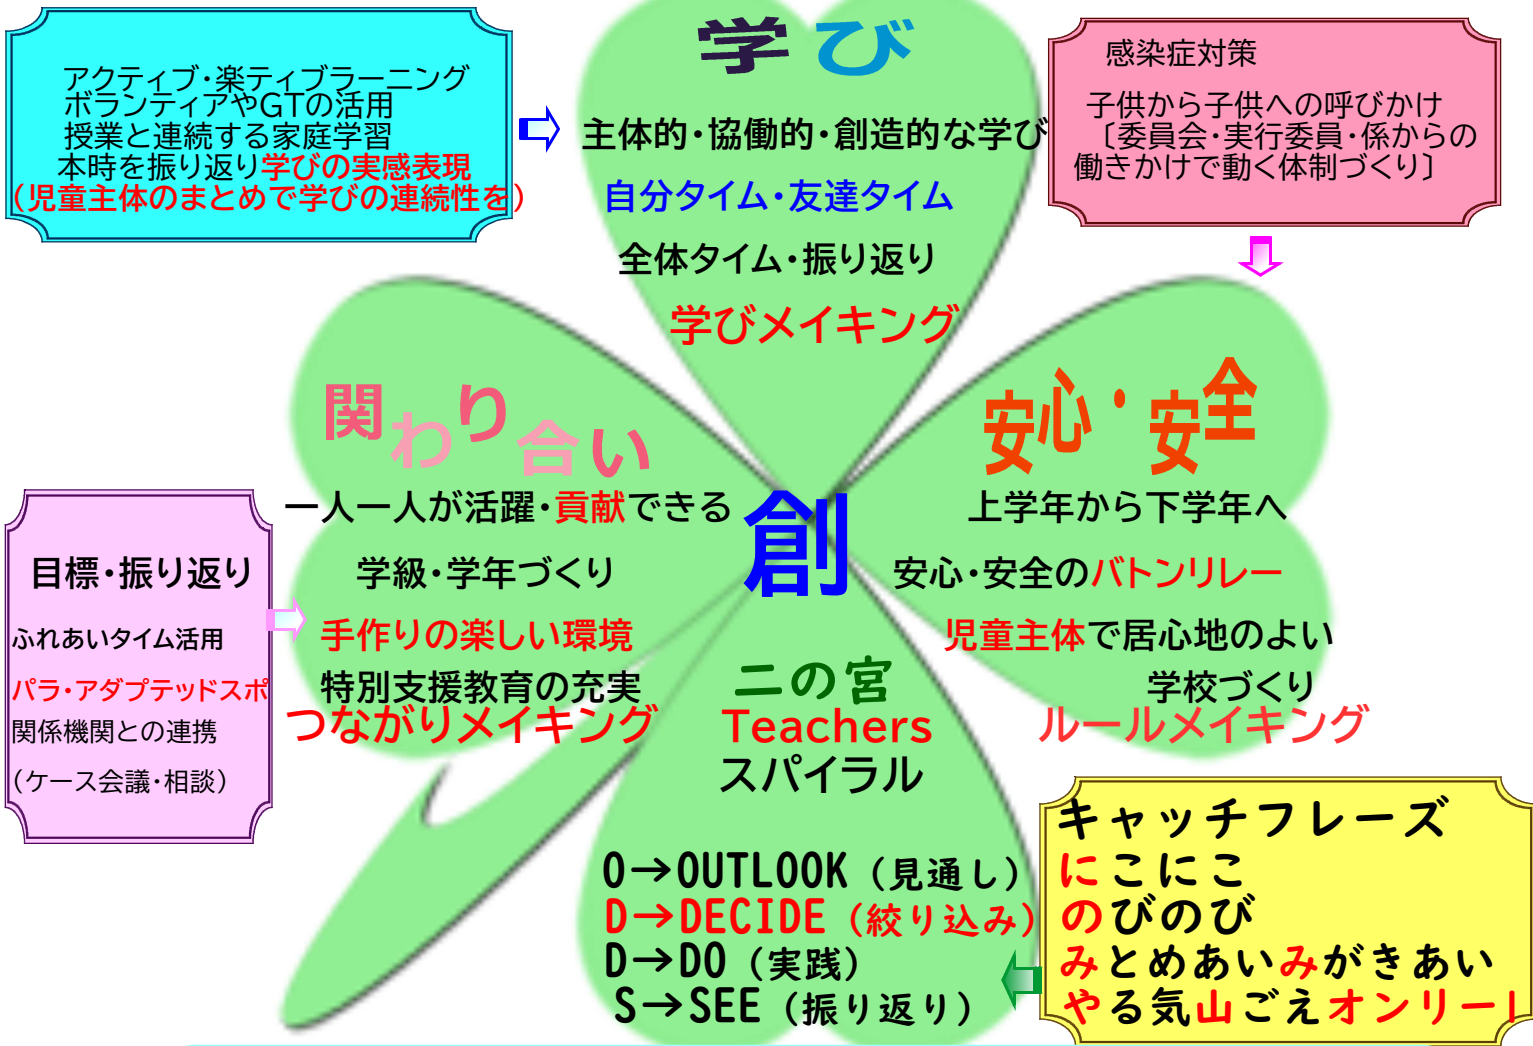 アクティブ・楽ティブラーニング
ボランティアやGTの活用
授業と連続する家庭学習
本時を振り返り学びの実感表現
(児童主体のまとめで学びの連続性を)
学び
主体的・協働的・創造的な学び
自分タイム・友達タイム
全体タイム・振り返り
学びメイキング
感染症対策
子供から子供への呼びかけ
〔委員会・実行委員・係からの
働きかけで動く体制づくり〕
関わり合い
一人一人が活躍・貢献できる
学級・学年づくり
手作りの楽しい環境
特別支援教育の充実
つながりメイキング
安心・安全
上学年から下学年へ
安心・安全のバトンリレー
児童主体で居心地のよい
学校づくり
ルールメイキング
創
目標・振り返り
ふれあいタイム活用
パラ・アダプテッドスポ
関係機関との連携
(ケース会議・相談)
二の宮
Teachers
スパイラル
O→OUTLOOK(見通し)
D→DECIDE(絞り込み)
D→DO(実践)
S→SEE(振り返り)
キャッチフレーズ
にこにこ
のびのび
みとめあいみがきあい
やる気山ごえオンリー1